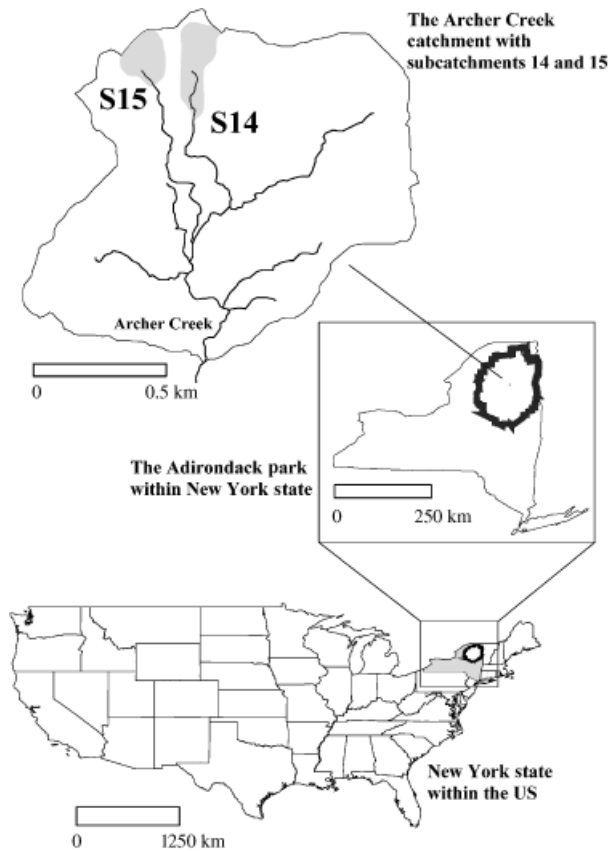 The Archer Creek
catchment with
subcatchments 14 and 15
S15
S14
Archer Creek
0 0.5 km
The Adirondack park
within New York state
0 250 km
New York state
within the US
0 1250 km